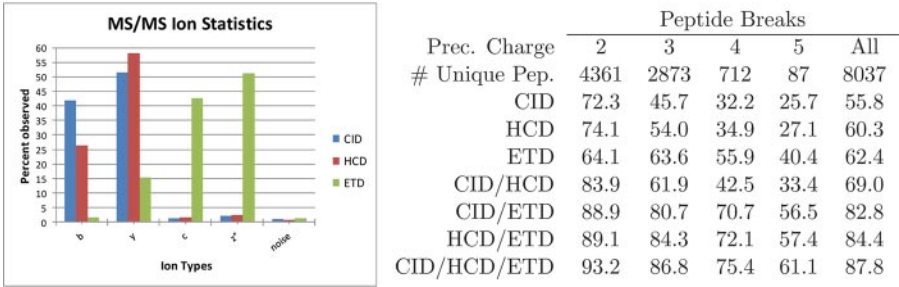 MS/MS Ion Statistics
60
55
50
45
40
35
30
25
20
15
10
5
0
Percent observed
b
y
c
z*
noise
Ion Types
CID
HCD
ETD
Peptide Breaks
Prec. Charge 2 3 4 5 All
# Unique Pep. 4361 2873 712 87 8037
CID 72.3 45.7 32.2 25.7 55.8
HCD 74.1 54.0 34.9 27.1 60.3
ETD 64.1 63.6 55.9 40.4 62.4
CID/HCD 83.9 61.9 42.5 33.4 69.0
CID/ETD 88.9 80.7 70.7 56.5 82.8
HCD/ETD 89.1 84.3 72.1 57.4 84.4
CID/HCD/ETD 93.2 86.8 75.4 61.1 87.8